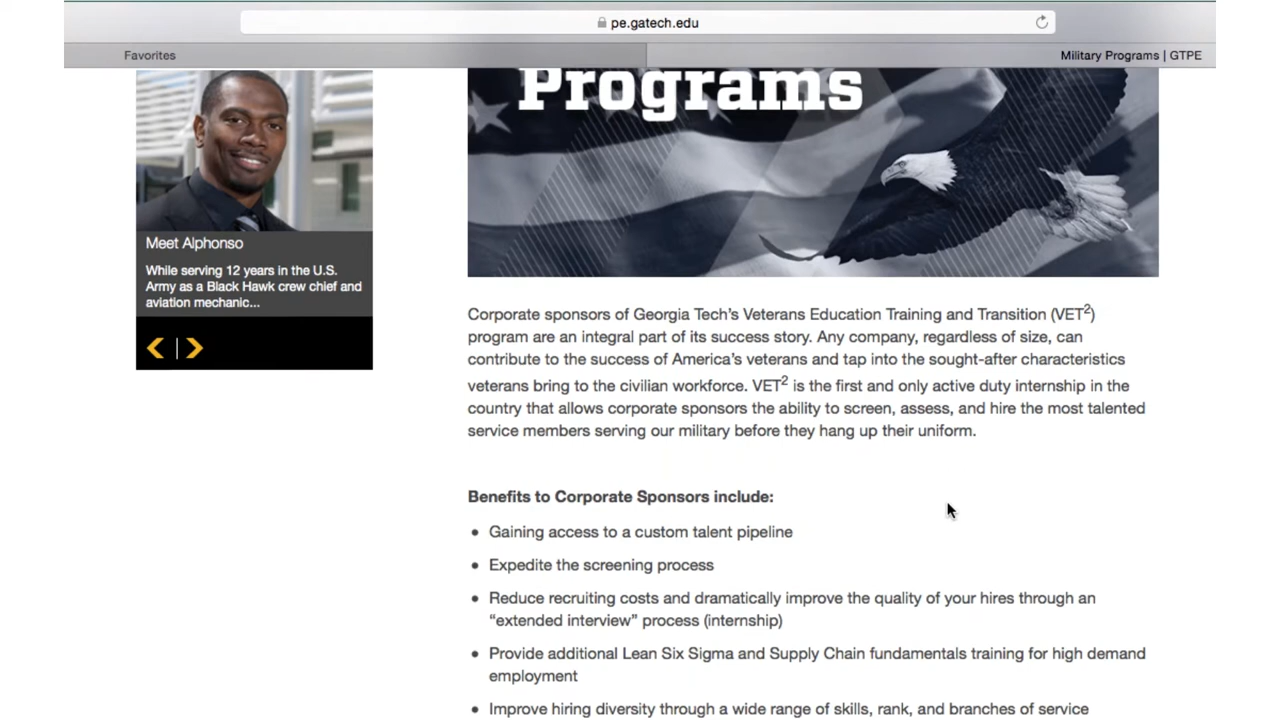 pe.gatech.edu
Favorites
Military Programs | GTPE
Programs
Meet Alphonso
While serving 12 years in the U.S.
Army as a Black Hawk crew chief and
aviation mechanic...
Corporate sponsors of Georgia Tech’s Veterans Education Training and Transition (VET²)
program are an integral part of its success story. Any company, regardless of size, can
contribute to the success of America’s veterans and tap into the sought-after characteristics
veterans bring to the civilian workforce. VET² is the first and only active duty internship in the
country that allows corporate sponsors the ability to screen, assess, and hire the most talented
service members serving our military before they hang up their uniform.
Benefits to Corporate Sponsors include:
• Gaining access to a custom talent pipeline
• Expedite the screening process
• Reduce recruiting costs and dramatically improve the quality of your hires through an
“extended interview” process (internship)
• Provide additional Lean Six Sigma and Supply Chain fundamentals training for high demand
employment
• Improve hiring diversity through a wide range of skills, rank, and branches of service